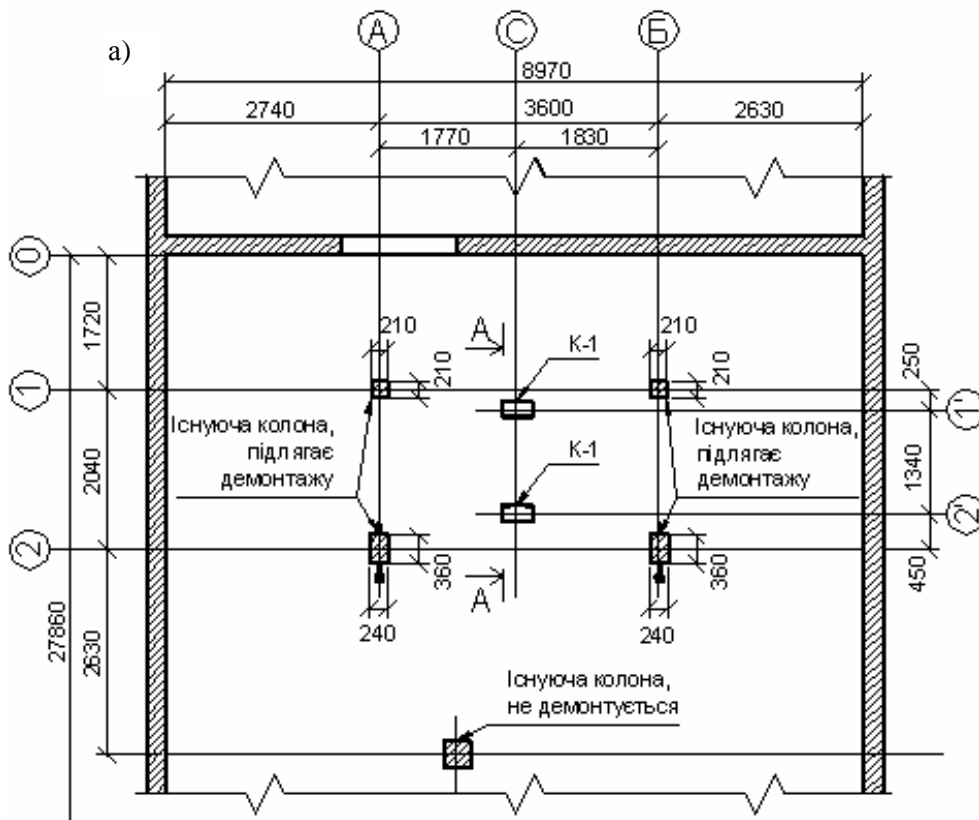 А
С
Б
а)
8970
2740
3600
2630
1770
1830
0
1720
210
А
К-1
210
250
210
210
1
1'
Існуюча колона,
підлягає
демонтажу
К-1
Існуюча колона,
підлягає
демонтажу
2040
1340
2'
2
360
А
360
450
240
240
27860
2630
Існуюча колона,
не демонтується